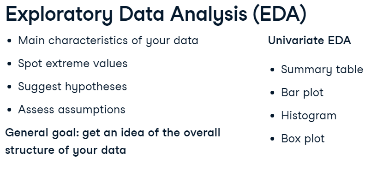 Exploratory Data Analysis (EDA)
• Main characteristics of your data
• Spot extreme values
• Suggest hypotheses
• Assess assumptions
General goal: get an idea of the overall
structure of your data
Univariate EDA
• Summary table
• Bar plot
• Histogram
• Box plot